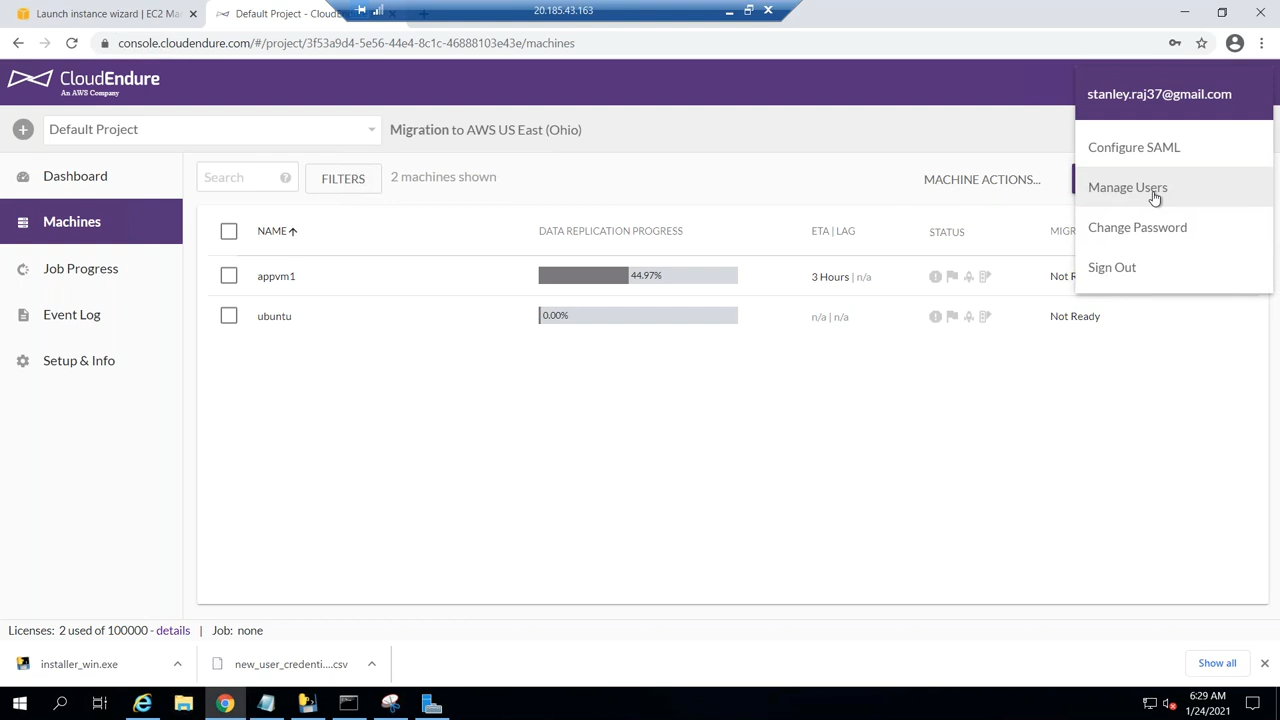 Launch instance wizard | EC2 Ma
Default Project - CloudEndu
20.185.43.163
console.cloudendure.com/#/project/3f53a9d4-5e56-44e4-8c1c-46888103e43e/machines
CloudEndure
An AWS Company
stanley.raj37@gmail.com
Default Project
Migration to AWS US East (Ohio)
Configure SAML
Manage Users
Change Password
Sign Out
Dashboard
Machines
Job Progress
Event Log
Setup & Info
Search
FILTERS
2 machines shown
MACHINE ACTIONS...
NAME
DATA REPLICATION PROGRESS
ETA | LAG
STATUS
MIGR
appvm1
44.97%
3 Hours | n/a
Not R
ubuntu
0.00%
n/a | n/a
Not Ready
Licenses: 2 used of 100000 - details | Job: none
installer_win.exe
new_user_credenti....csv
Show all
6:29 AM
1/24/2021